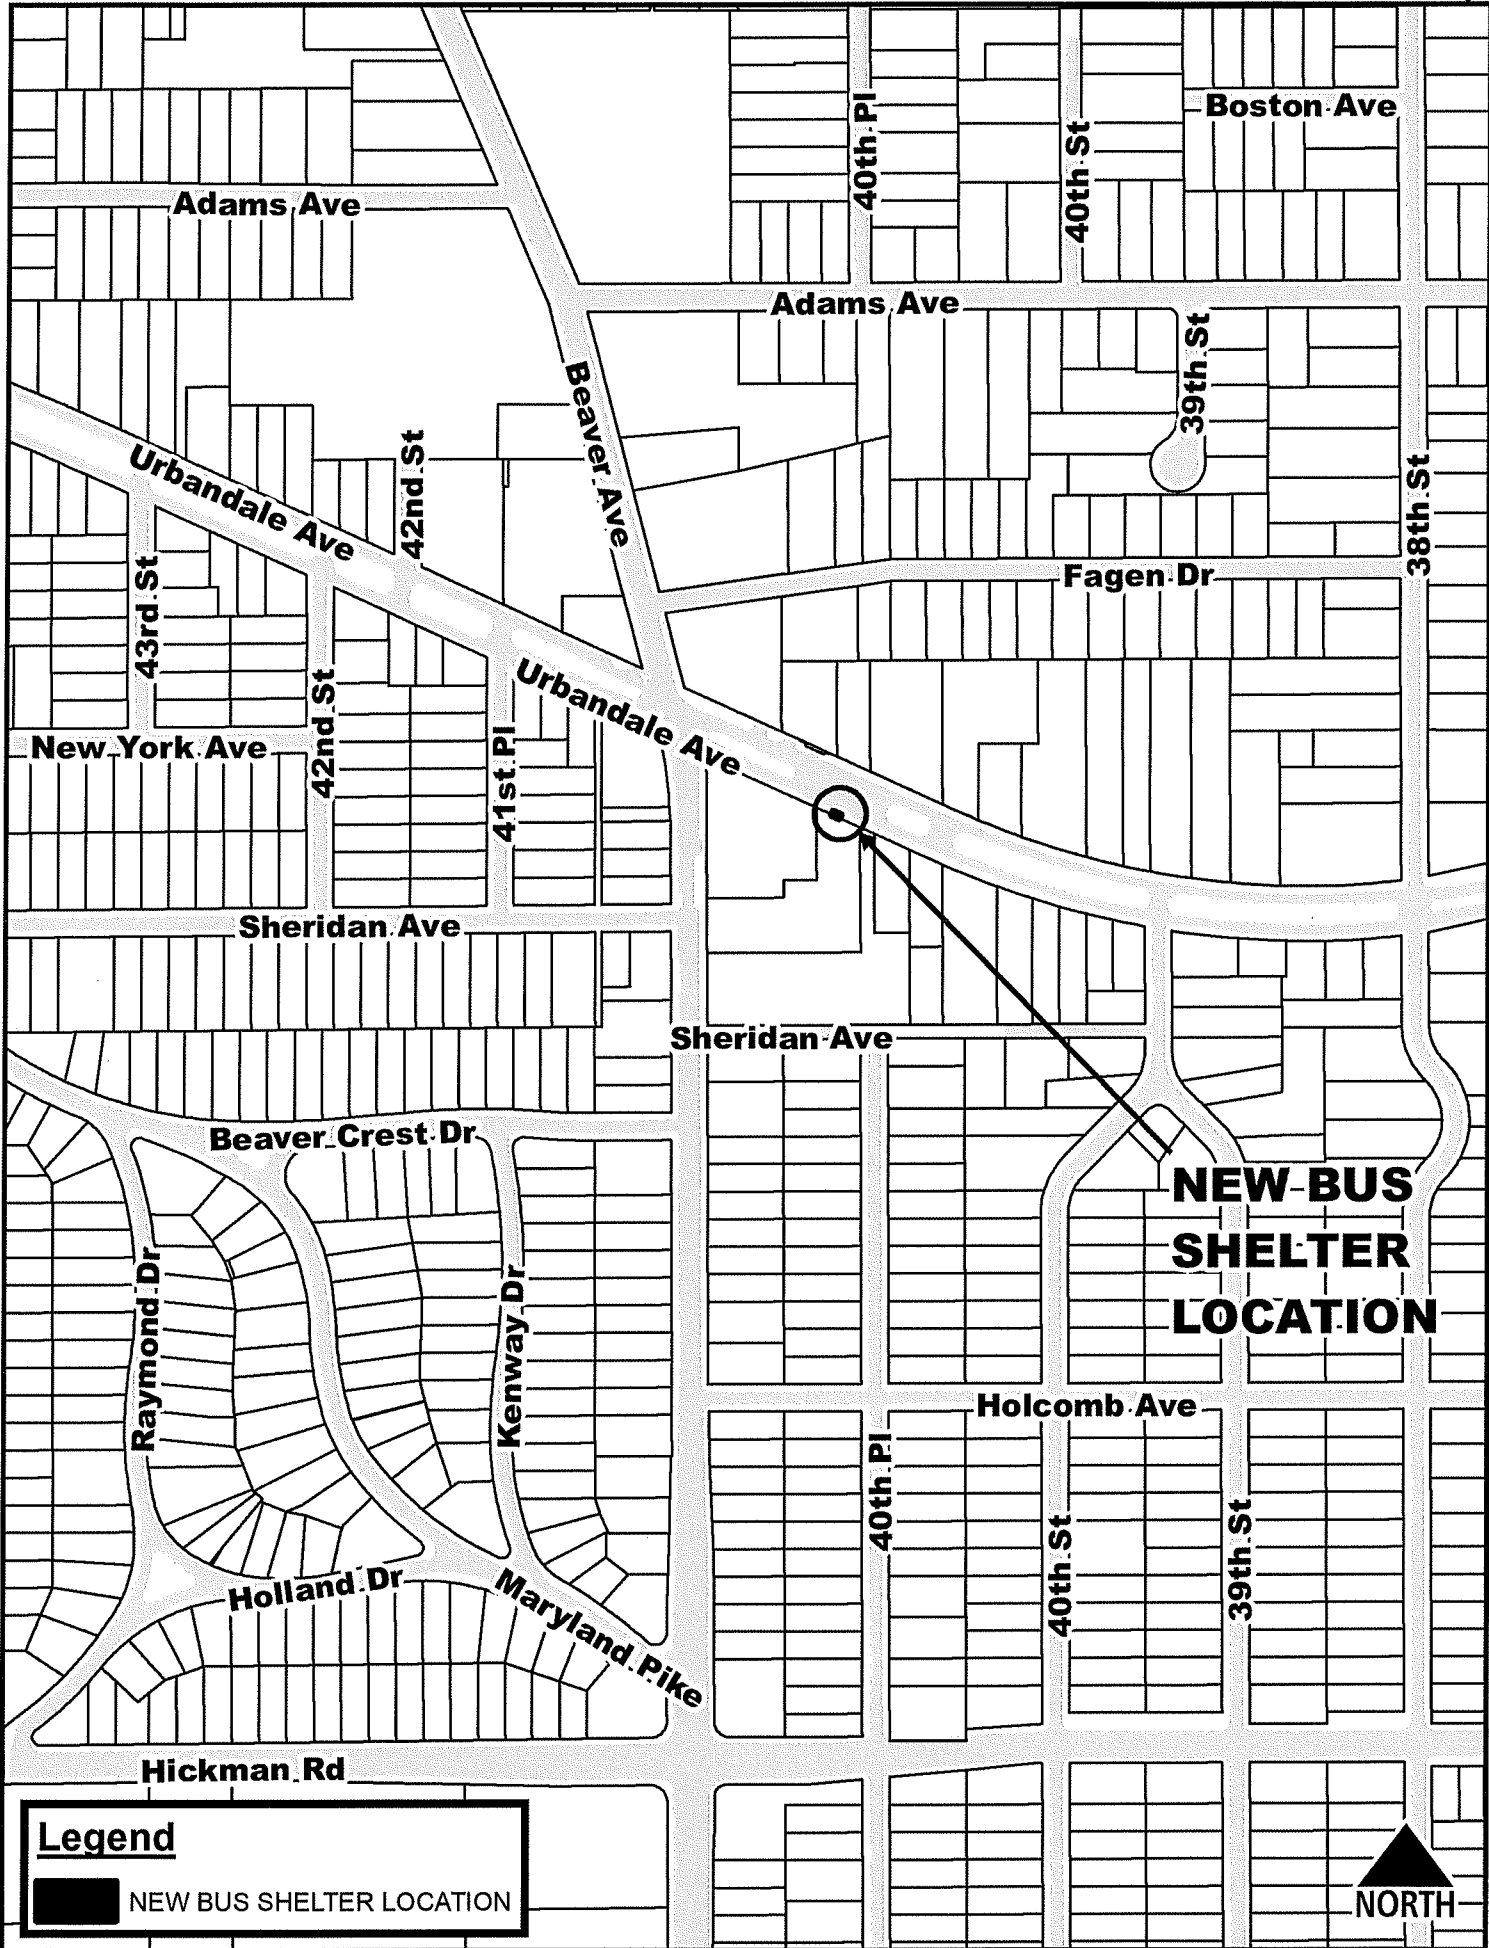 Boston Ave
40th Pl
40th St
Adams Ave
Adams Ave
39th St
Beaver Ave
Urbandale Ave
42nd St
38th St
43rd St
Fagen Dr
42nd St
Urbandale Ave
New York Ave
41st Pl
Sheridan Ave
Sheridan Ave
Beaver Crest Dr
NEW BUS
SHELTER
LOCATION
Raymond Dr
Kenway Dr
Holcomb Ave
40th Pl
40th St
39th St
Holland Dr
Maryland Pike
Hickman Rd
Legend
NEW BUS SHELTER LOCATION
NORTH